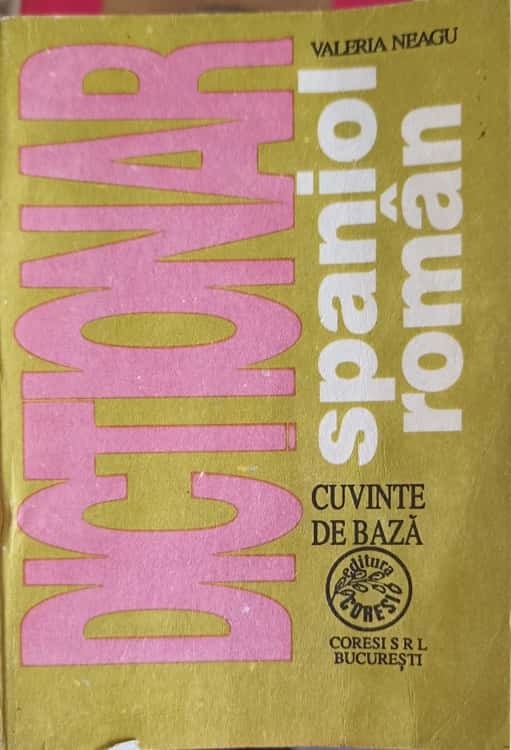 VALERIA NEAGU
DICȚIONAR
spaniol
român
CUVINTE
DE BAZĂ
editura
CORESI
CORESI S R L
BUCUREȘTI